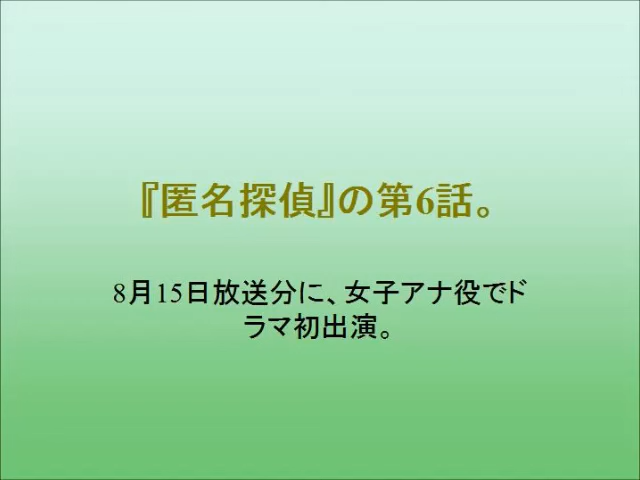 『匿名探偵』の第6話。
8月15日放送分に、女子アナ役でド
ラマ初出演。